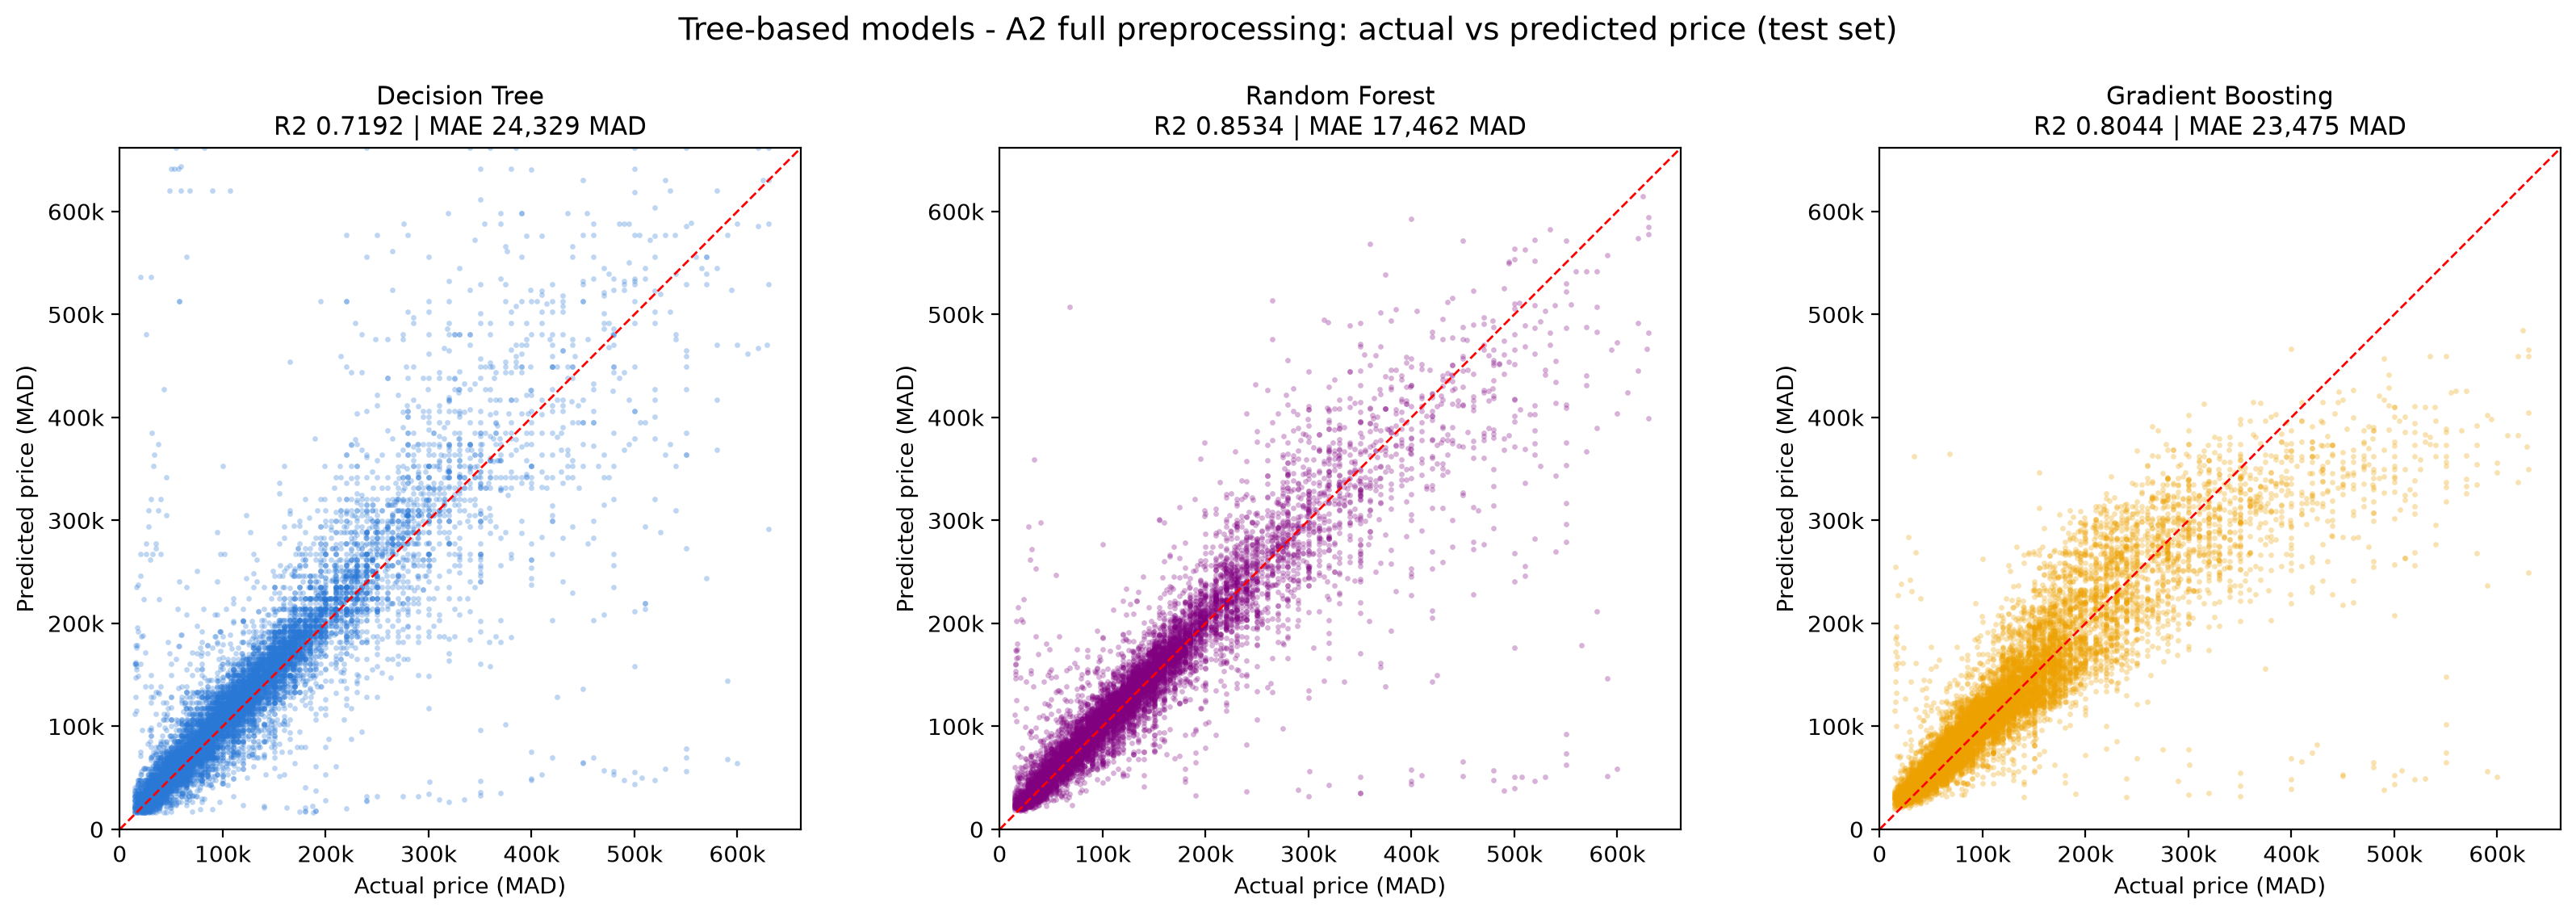 Tree-based models - A2 full preprocessing: actual vs predicted price (test set)
Decision Tree
R2 0.7192 | MAE 24,329 MAD
600k
500k
400k
300k
200k
100k
0
Predicted price (MAD)
0 100k 200k 300k 400k 500k 600k
Actual price (MAD)
Random Forest
R2 0.8534 | MAE 17,462 MAD
600k
500k
400k
300k
200k
100k
0
Predicted price (MAD)
0 100k 200k 300k 400k 500k 600k
Actual price (MAD)
Gradient Boosting
R2 0.8044 | MAE 23,475 MAD
600k
500k
400k
300k
200k
100k
0
Predicted price (MAD)
0 100k 200k 300k 400k 500k 600k
Actual price (MAD)